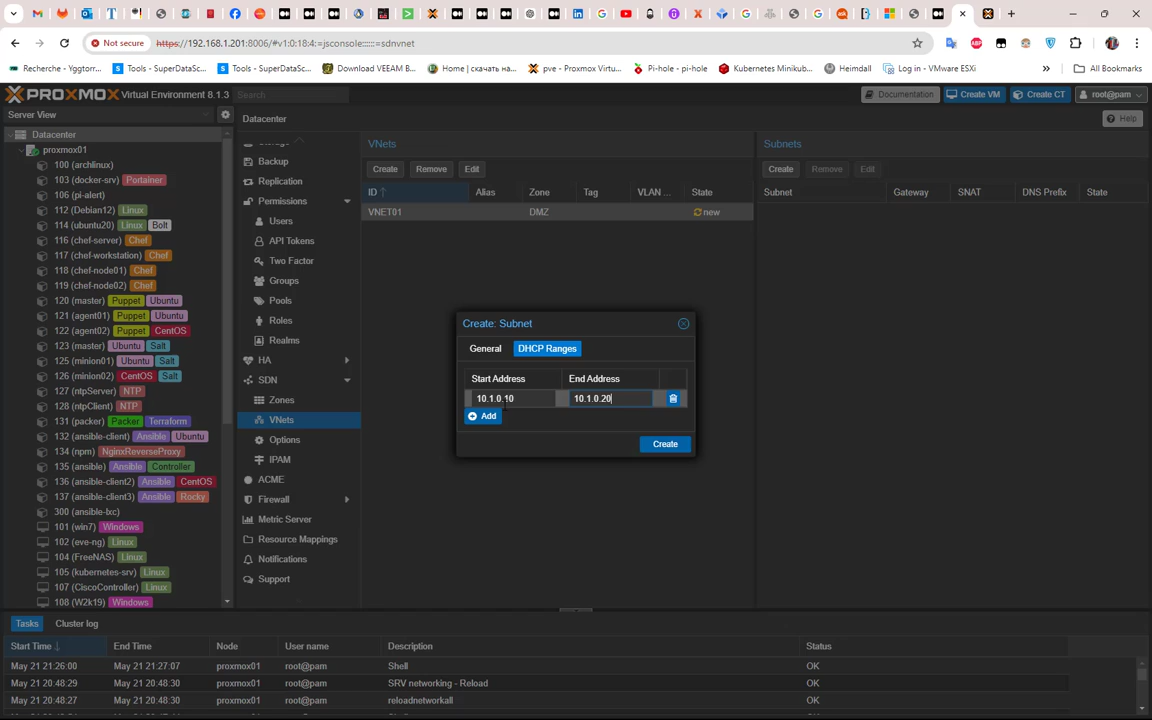 Not secure https://192.168.1.201:8006/#v1:0:18:4:=jsconsole::::::=sdnvnet
Recherche - Yggtorr...
Tools - SuperDataSc...
Tools - SuperDataSc...
Download VEEAM B...
Home | скачать на...
pve - Proxmox Virtu...
Pi-hole - pi-hole
Kubernetes Minikub...
Heimdall
Log in - VMware ESXi
»
All Bookmarks
PROXMOX Virtual Environment 8.1.3 Search
Documentation
Create VM
Create CT
root@pam
Server View
Datacenter
Help
Datacenter
proxmox01
100 (archlinux)
103 (docker-srv) Portainer
106 (pi-alert)
112 (Debian12) Linux
114 (ubuntu20) Linux Bolt
116 (chef-server) Chef
117 (chef-workstation) Chef
118 (chef-node01) Chef
119 (chef-node02) Chef
120 (master) Puppet Ubuntu
121 (agent01) Puppet Ubuntu
122 (agent02) Puppet CentOS
123 (master) Ubuntu Salt
125 (minion01) Ubuntu Salt
126 (minion02) CentOS Salt
127 (ntpServer) NTP
128 (ntpClient) NTP
131 (packer) Packer Terraform
132 (ansible-client) Ansible Ubuntu
134 (npm) NginxReverseProxy
135 (ansible) Ansible Controller
136 (ansible-client2) Ansible CentOS
137 (ansible-client3) Ansible Rocky
300 (ansible-lxc)
101 (win7) Windows
102 (eve-ng) Linux
104 (FreeNAS) Linux
105 (kubernetes-srv) Linux
107 (CiscoController) Linux
108 (W2k19) Windows
Storage
Backup
Replication
Permissions
Users
API Tokens
Two Factor
Groups
Pools
Roles
Realms
HA
SDN
Zones
VNets
Options
IPAM
ACME
Firewall
Metric Server
Resource Mappings
Notifications
Support
VNets
Create Remove Edit
ID Alias Zone Tag VLAN ... State
VNET01 DMZ new
Subnets
Create Remove Edit
Subnet Gateway SNAT DNS Prefix State
Create: Subnet
General DHCP Ranges
Start Address End Address
10.1.0.10 10.1.0.20
Add
Create
Tasks Cluster log
Start Time End Time Node User name Description Status
May 21 21:26:00 May 21 21:27:07 proxmox01 root@pam Shell OK
May 21 20:48:29 May 21 20:48:30 proxmox01 root@pam SRV networking - Reload OK
May 21 20:48:27 May 21 20:48:30 proxmox01 root@pam reloadnetworkall OK